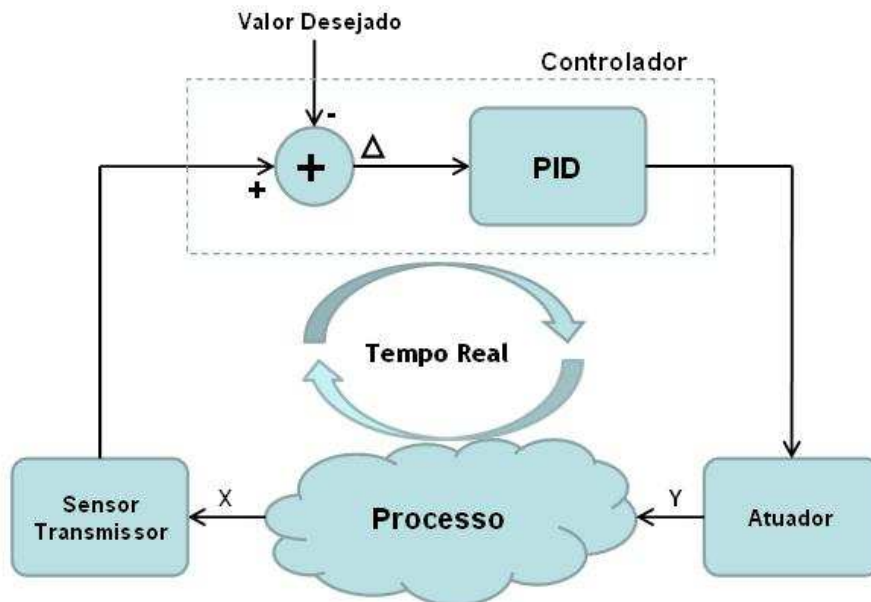 Valor Desejado
Controlador
-
+
+
Δ
PID
Tempo Real
Sensor
Transmissor
X
Processo
Y
Atuador